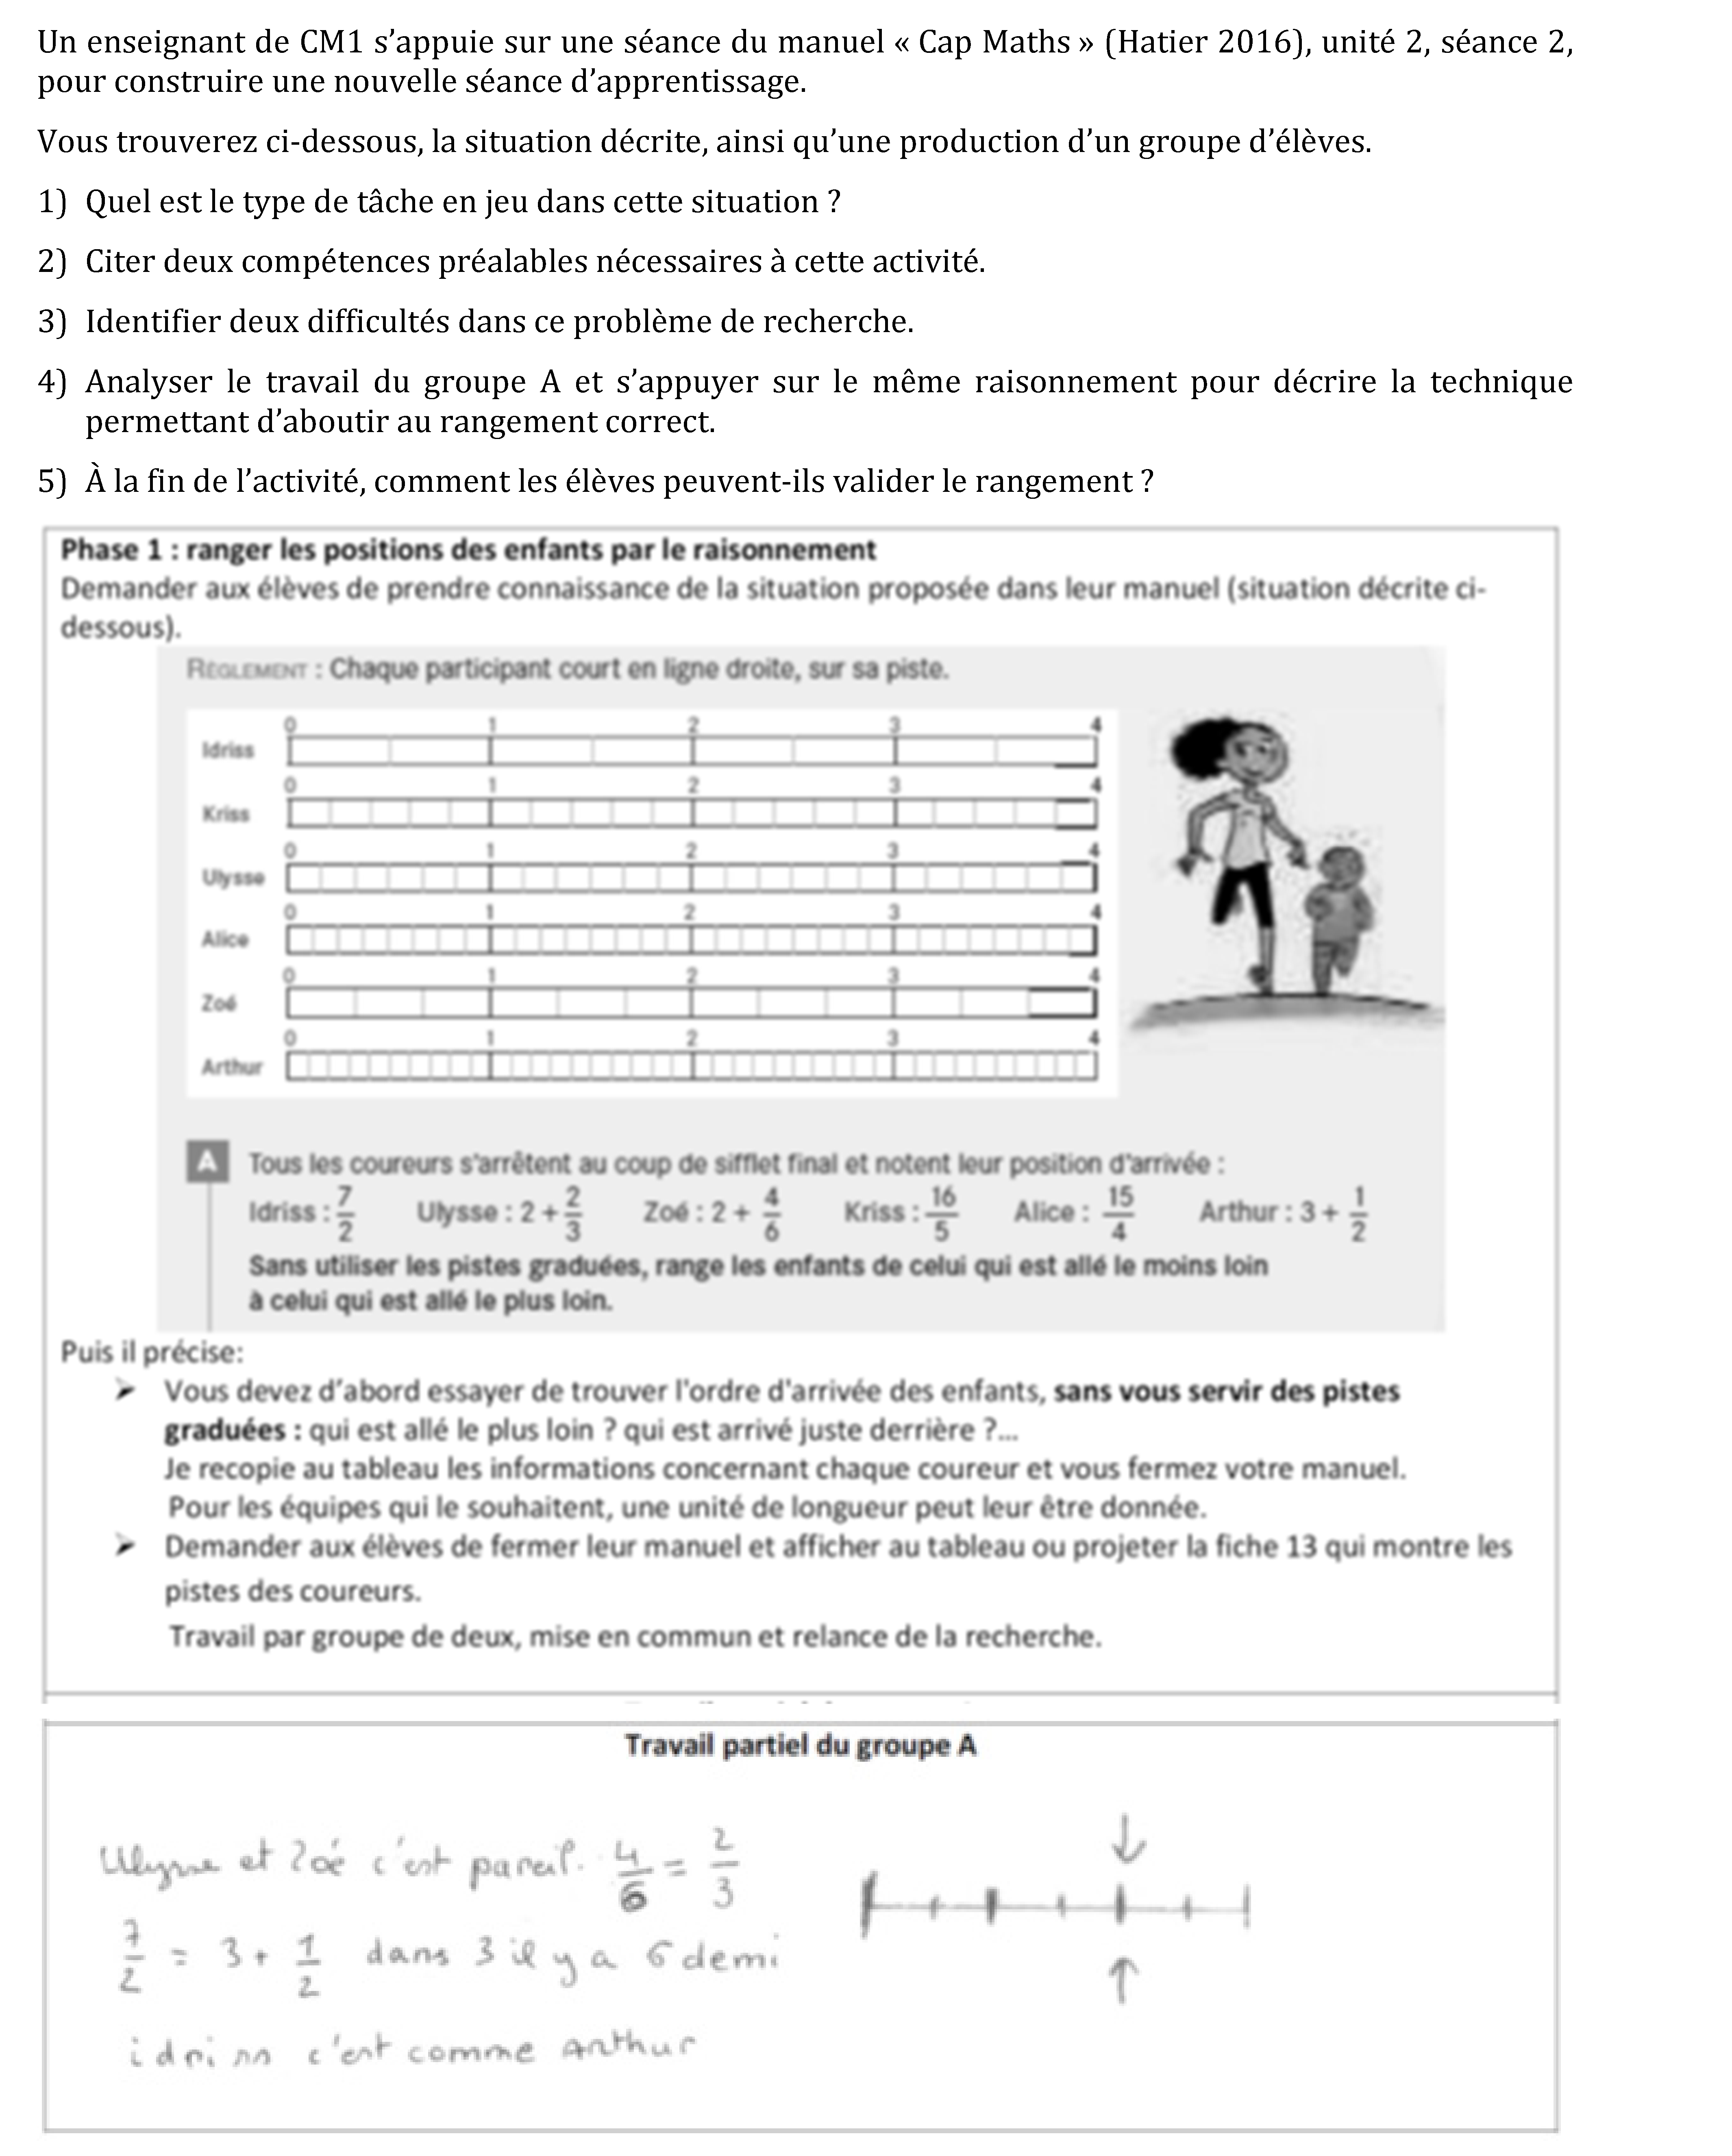 Un enseignant de CM1 s’appuie sur une séance du manuel « Cap Maths » (Hatier 2016), unité 2, séance 2,
pour construire une nouvelle séance d’apprentissage.
Vous trouverez ci-dessous, la situation décrite, ainsi qu’une production d’un groupe d’élèves.
1) Quel est le type de tâche en jeu dans cette situation ?
2) Citer deux compétences préalables nécessaires à cette activité.
3) Identifier deux difficultés dans ce problème de recherche.
4) Analyser le travail du groupe A et s’appuyer sur le même raisonnement pour décrire la technique
permettant d’aboutir au rangement correct.
5) À la fin de l’activité, comment les élèves peuvent-ils valider le rangement ?
Phase 1 : ranger les positions des enfants par le raisonnement
Demander aux élèves de prendre connaissance de la situation proposée dans leur manuel (situation décrite ci-
dessous).
RÈGLEMENT : Chaque participant court en ligne droite, sur sa piste.
0 1 2 3 4
Idriss
0 1 2 3 4
Kriss
0 1 2 3 4
Ulysse
0 1 2 3 4
Alice
0 1 2 3 4
Zoé
0 1 2 3 4
Arthur
A Tous les coureurs s’arrêtent au coup de sifflet final et notent leur position d’arrivée :
Idriss : 7/2 Ulysse : 2 + 2/3 Zoé : 2 + 4/6 Kriss : 16/5 Alice : 15/4 Arthur : 3 + 1/2
Sans utiliser les pistes graduées, range les enfants de celui qui est allé le moins loin
à celui qui est allé le plus loin.
Puis il précise:
➤ Vous devez d’abord essayer de trouver l'ordre d'arrivée des enfants, sans vous servir des pistes
graduées : qui est allé le plus loin ? qui est arrivé juste derrière ?...
Je recopie au tableau les informations concernant chaque coureur et vous fermez votre manuel.
Pour les équipes qui le souhaitent, une unité de longueur peut leur être donnée.
➤ Demander aux élèves de fermer leur manuel et afficher au tableau ou projeter la fiche 13 qui montre les
pistes des coureurs.
Travail par groupe de deux, mise en commun et relance de la recherche.
Travail partiel du groupe A
Ulysse et Zoé c'est pareil. 4/6 = 2/3
7/2 = 3 + 1/2 dans 3 il y a 6 demi
idriss c'est comme Arthur